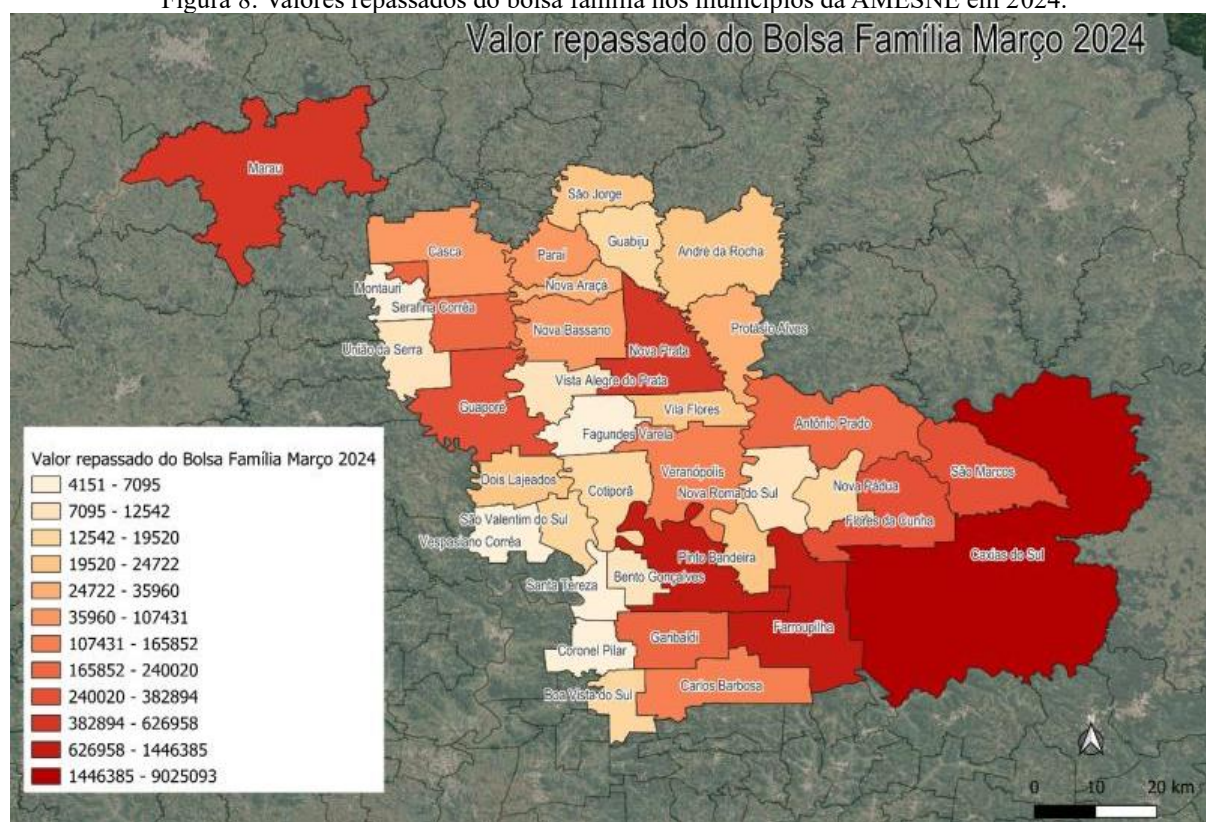 Figura 8: Valores repassados do bolsa família nos municípios da AMESNE em 2024.
Valor repassado do Bolsa Família Março 2024
Marau
São Jorge
Guabiju
André da Rocha
Casca
Paraí
Nova Araçá
Montauri
Serafina Corrêa
Nova Bassano
Protásio Alves
União da Serra
Nova Prata
Vista Alegre do Prata
Guaporé
Vila Flores
Fagundes Varela
Antônio Prado
Veranópolis
São Marcos
Dois Lajeados
Cotiporã
Nova Pádua
Nova Roma do Sul
São Valentim do Sul
Flores da Cunha
Vespasiano Corrêa
Pinto Bandeira
Caxias do Sul
Santa Tereza
Bento Gonçalves
Farroupilha
Garibaldi
Coronel Pilar
Carlos Barbosa
Boa Vista do Sul
Valor repassado do Bolsa Família Março 2024
4151 - 7095
7095 - 12542
12542 - 19520
19520 - 24722
24722 - 35960
35960 - 107431
107431 - 165852
165852 - 240020
240020 - 382894
382894 - 626958
626958 - 1446385
1446385 - 9025093
0 10 20 km